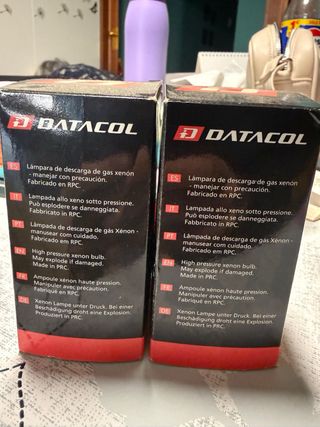 DATACOL
ES Lámpara de descarga de gas xenón
- manejar con precaución.
Fabricado en RPC.
IT Lampada allo xeno sotto pressione.
Può esplodere se danneggiata.
Fabbricato in RPC.
PT Lâmpada de descarga de gás Xénon -
manusear com cuidado.
Fabricado em RPC.
EN High pressure xenon bulb.
May explode if damaged.
Made in PRC.
FR Ampoule xénon haute pression.
Manipuler avec précaution.
Fabriqué en RPC.
DE Xenon Lampe unter Druck. Bei einer
Beschädigung droht eine Explosion.
Produziert in PRC.
DATACOL
ES Lámpara de descarga de gas xenón
- manejar con precaución.
Fabricado en RPC.
IT Lampada allo xeno sotto pressione.
Può esplodere se danneggiata.
Fabbricato in RPC.
PT Lâmpada de descarga de gás Xénon -
manusear com cuidado.
Fabricado em RPC.
EN High pressure xenon bulb.
May explode if damaged.
Made in PRC.
FR Ampoule xénon haute pression.
Manipuler avec précaution.
Fabriqué en RPC.
DE Xenon Lampe unter Druck. Bei einer
Beschädigung droht eine Explosion.
Produziert in PRC.